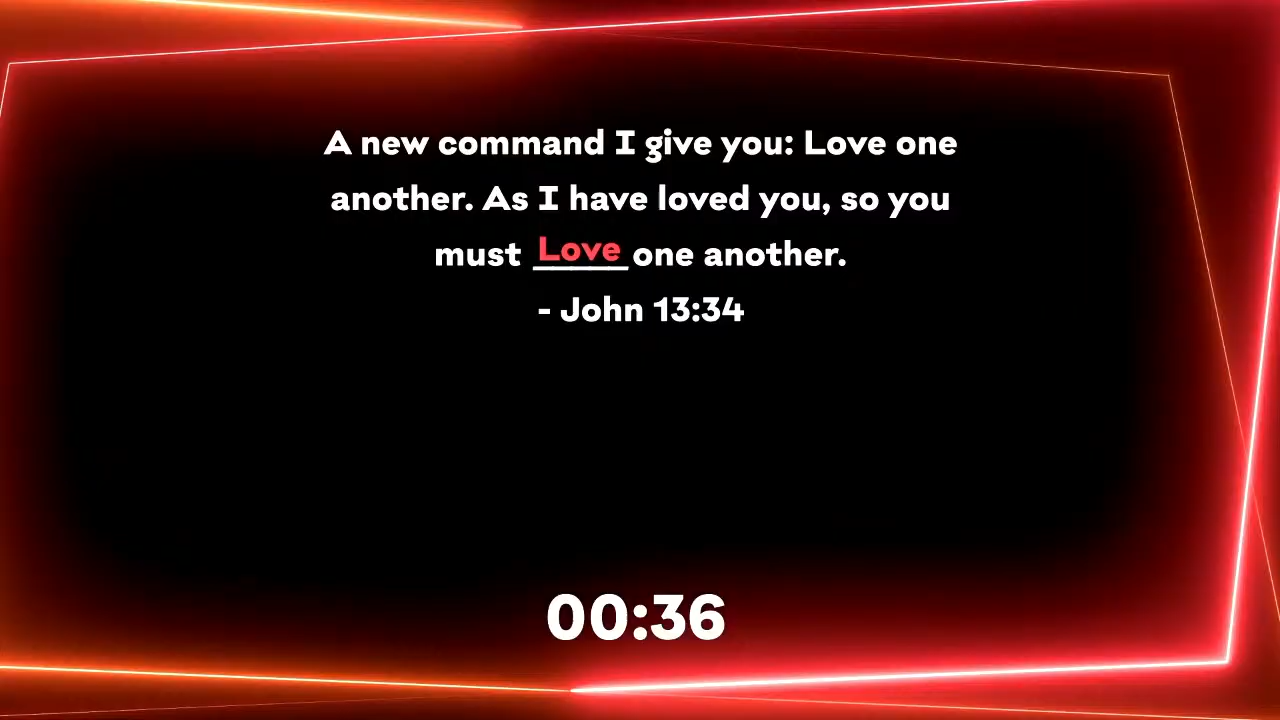 A new command I give you: Love one
another. As I have loved you, so you
must Love one another.
- John 13:34
00:36